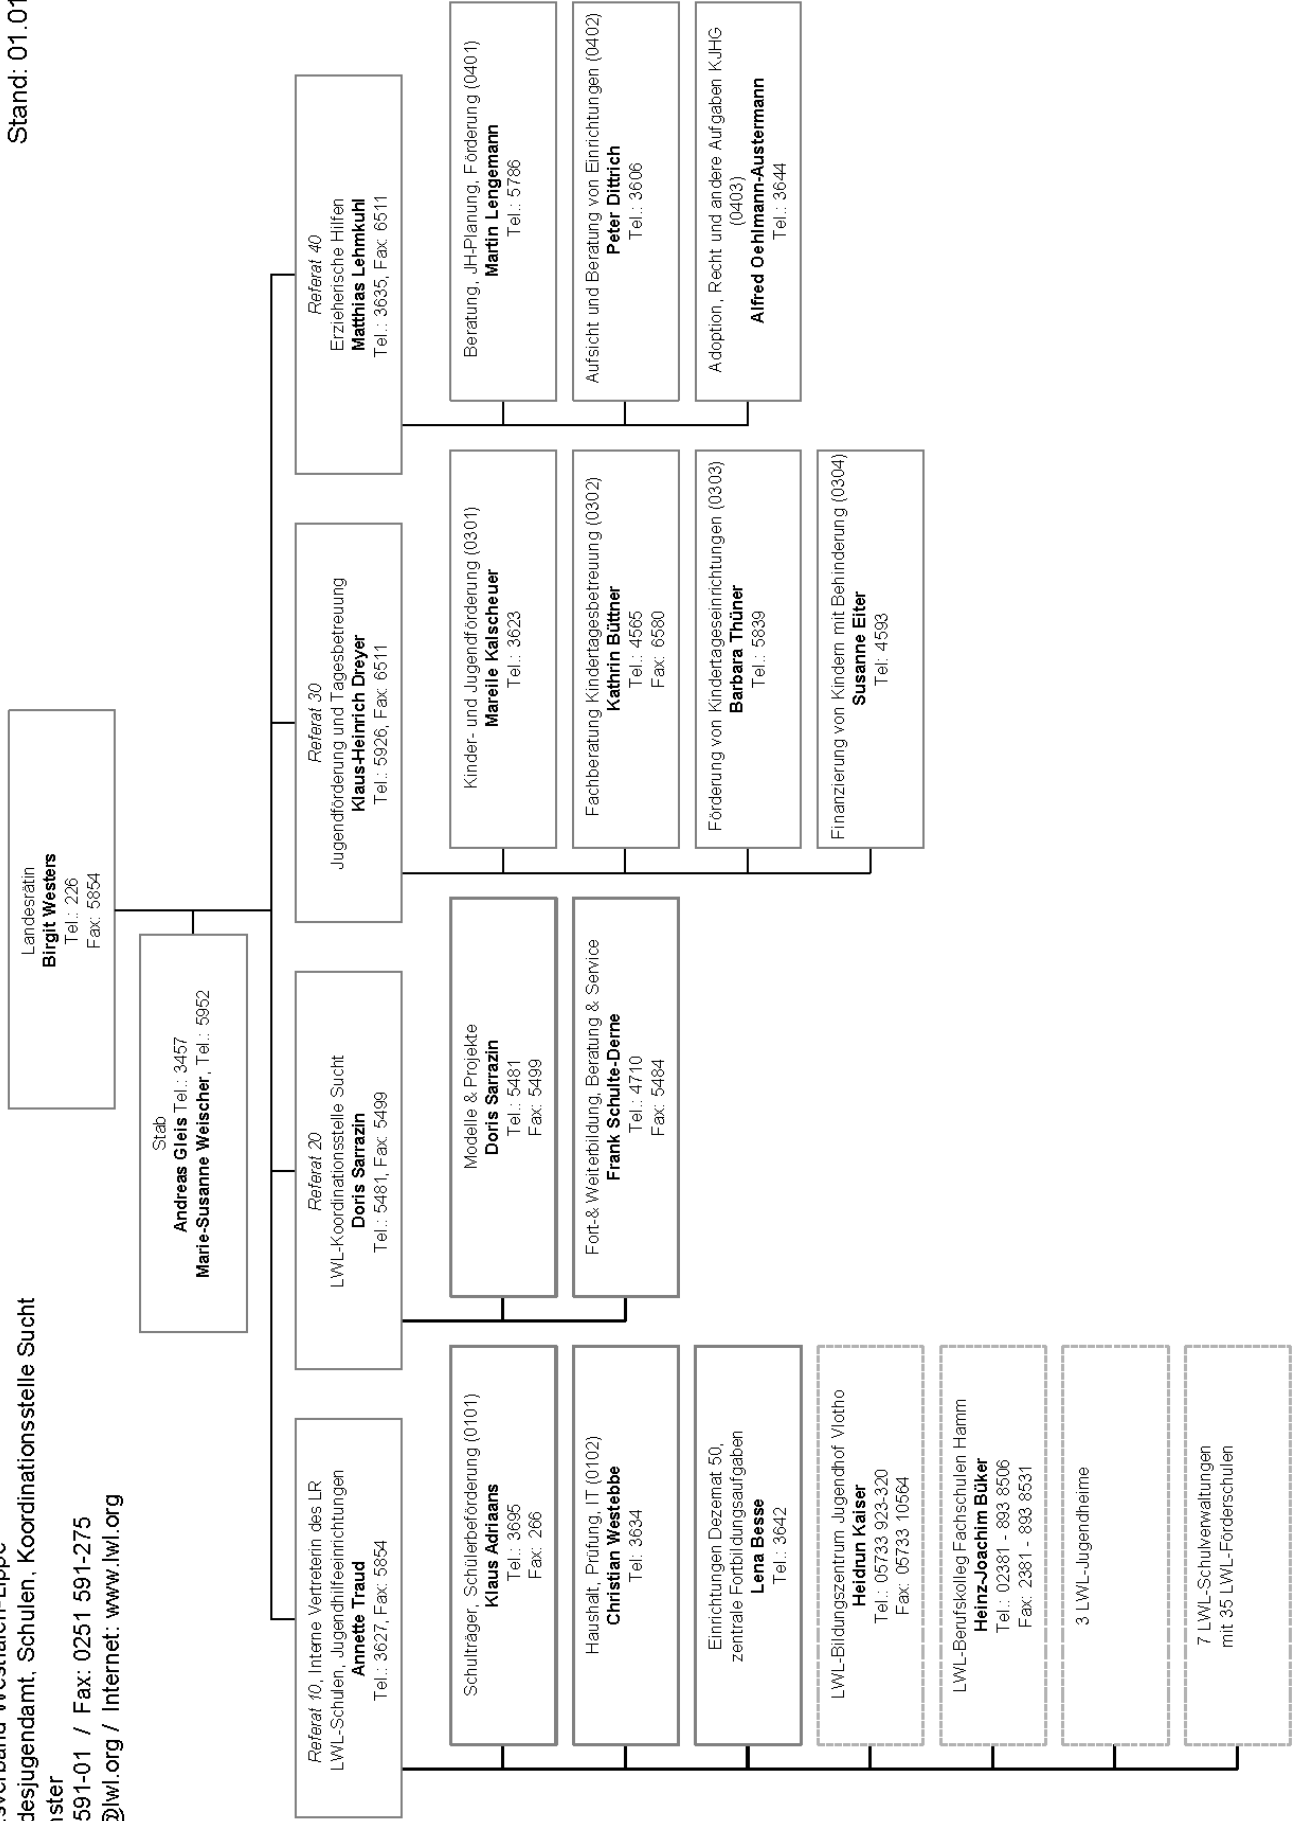 desjugendamt, Schulen, Koordinationsstelle Sucht
591-01 / Fax: 0251 591-275
@lwl.org / Internet: www.lwl.org
Stand: 01.01
Landesrätin
Birgit Westers
Tel.: 226
Fax: 5854
Stab
Andreas Gleis Tel.: 3457
Marie-Susanne Weischer, Tel.: 5952
Referat 10, Interne Vertreterin des LR
LWL-Schulen, Jugendhilfeeinrichtungen
Annette Traud
Tel.: 3627, Fax: 5854
Schulträger, Schülerbeförderung (0101)
Klaus Adriaans
Tel.: 3695
Fax: 266
Haushalt, Prüfung, IT (0102)
Christian Westebbe
Tel: 3634
Einrichtungen Dezernat 50,
zentrale Fortbildungsaufgaben
Lena Besse
Tel.: 3642
LWL-Bildungszentrum Jugendhof Vlotho
Heidrun Kaiser
Tel.: 05733 923-320
Fax: 05733 10564
LWL-Berufskolleg Fachschulen Hamm
Heinz-Joachim Büker
Tel.: 02381 - 893 8506
Fax: 2381 - 893 8531
3 LWL-Jugendheime
7 LWL-Schulverwaltungen
mit 35 LWL-Förderschulen
Referat 20
LWL-Koordinationsstelle Sucht
Doris Sarrazin
Tel.: 5481, Fax: 5499
Modelle & Projekte
Doris Sarrazin
Tel.: 5481
Fax: 5499
Fort-& Weiterbildung, Beratung & Service
Frank Schulte-Derne
Tel.: 4710
Fax: 5484
Referat 30
Jugendförderung und Tagesbetreuung
Klaus-Heinrich Dreyer
Tel.: 5926, Fax: 6511
Kinder- und Jugendförderung (0301)
Mareile Kalscheuer
Tel.: 3623
Fachberatung Kindertagesbetreuung (0302)
Kathrin Büttner
Tel.: 4565
Fax: 6580
Förderung von Kindertageseinrichtungen (0303)
Barbara Thüner
Tel.: 5839
Finanzierung von Kindern mit Behinderung (0304)
Susanne Eiter
Tel: 4593
Referat 40
Erzieherische Hilfen
Matthias Lehmkuhl
Tel.: 3635, Fax: 6511
Beratung, JH-Planung, Förderung (0401)
Martin Lengemann
Tel.: 5786
Aufsicht und Beratung von Einrichtungen (0402)
Peter Dittrich
Tel.: 3606
Adoption, Recht und andere Aufgaben KJHG
(0403)
Alfred Oehlmann-Austermann
Tel.: 3644